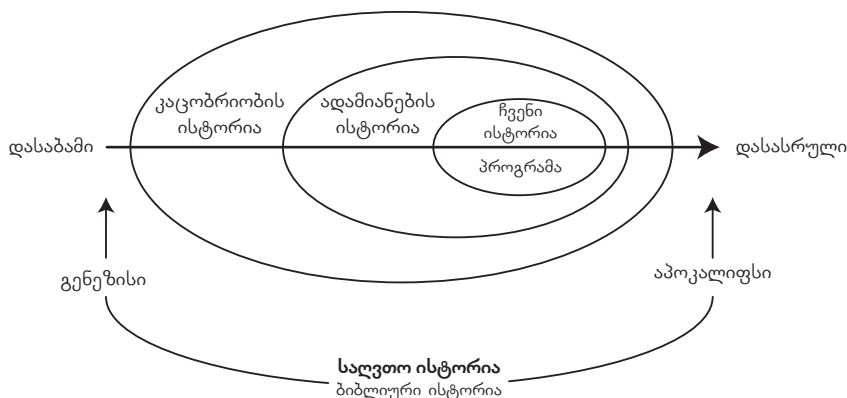 კაცობრიობის
ისტორია
ადამიანების
ისტორია
ჩვენი
ისტორია
დასაბამი
დასასრული
პროგრამა
გენეზისი
აპოკალიფსი
საღვთო ისტორია
ბიბლიური ისტორია